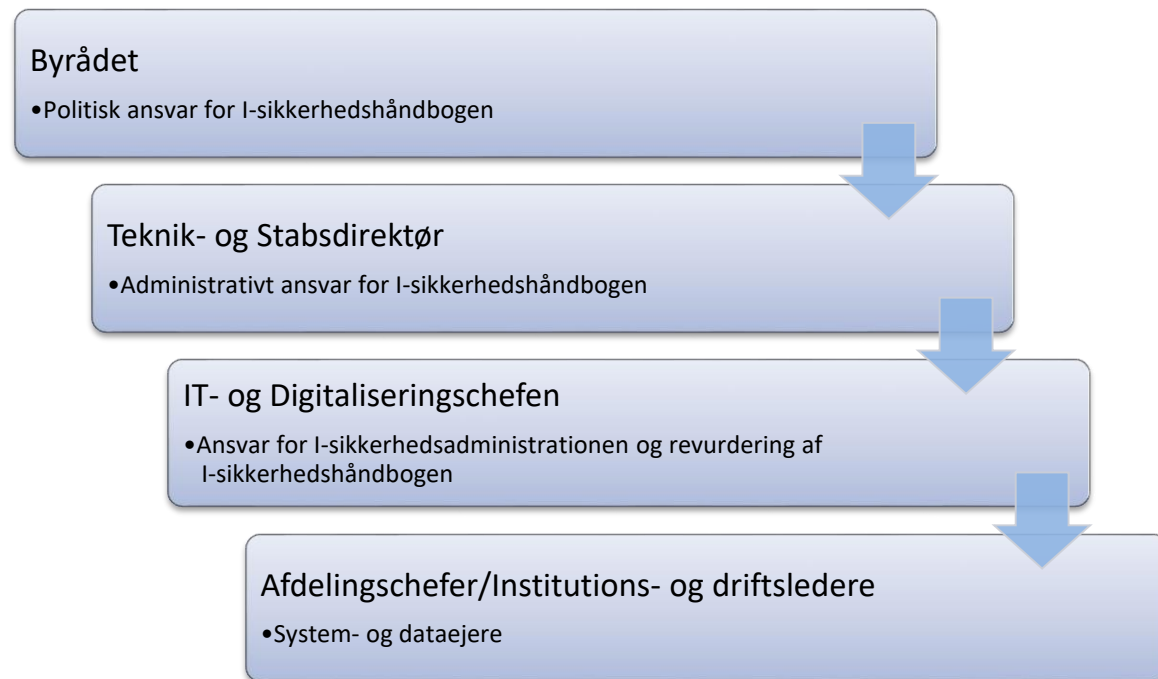 Byrådet
•Politisk ansvar for I-sikkerhedshåndbogen
Teknik- og Stabsdirektør
•Administrativt ansvar for I-sikkerhedshåndbogen
IT- og Digitaliseringschefen
•Ansvar for I-sikkerhedsadministrationen og revurdering af
I-sikkerhedshåndbogen
Afdelingschefer/Institutions- og driftsledere
•System- og dataejere